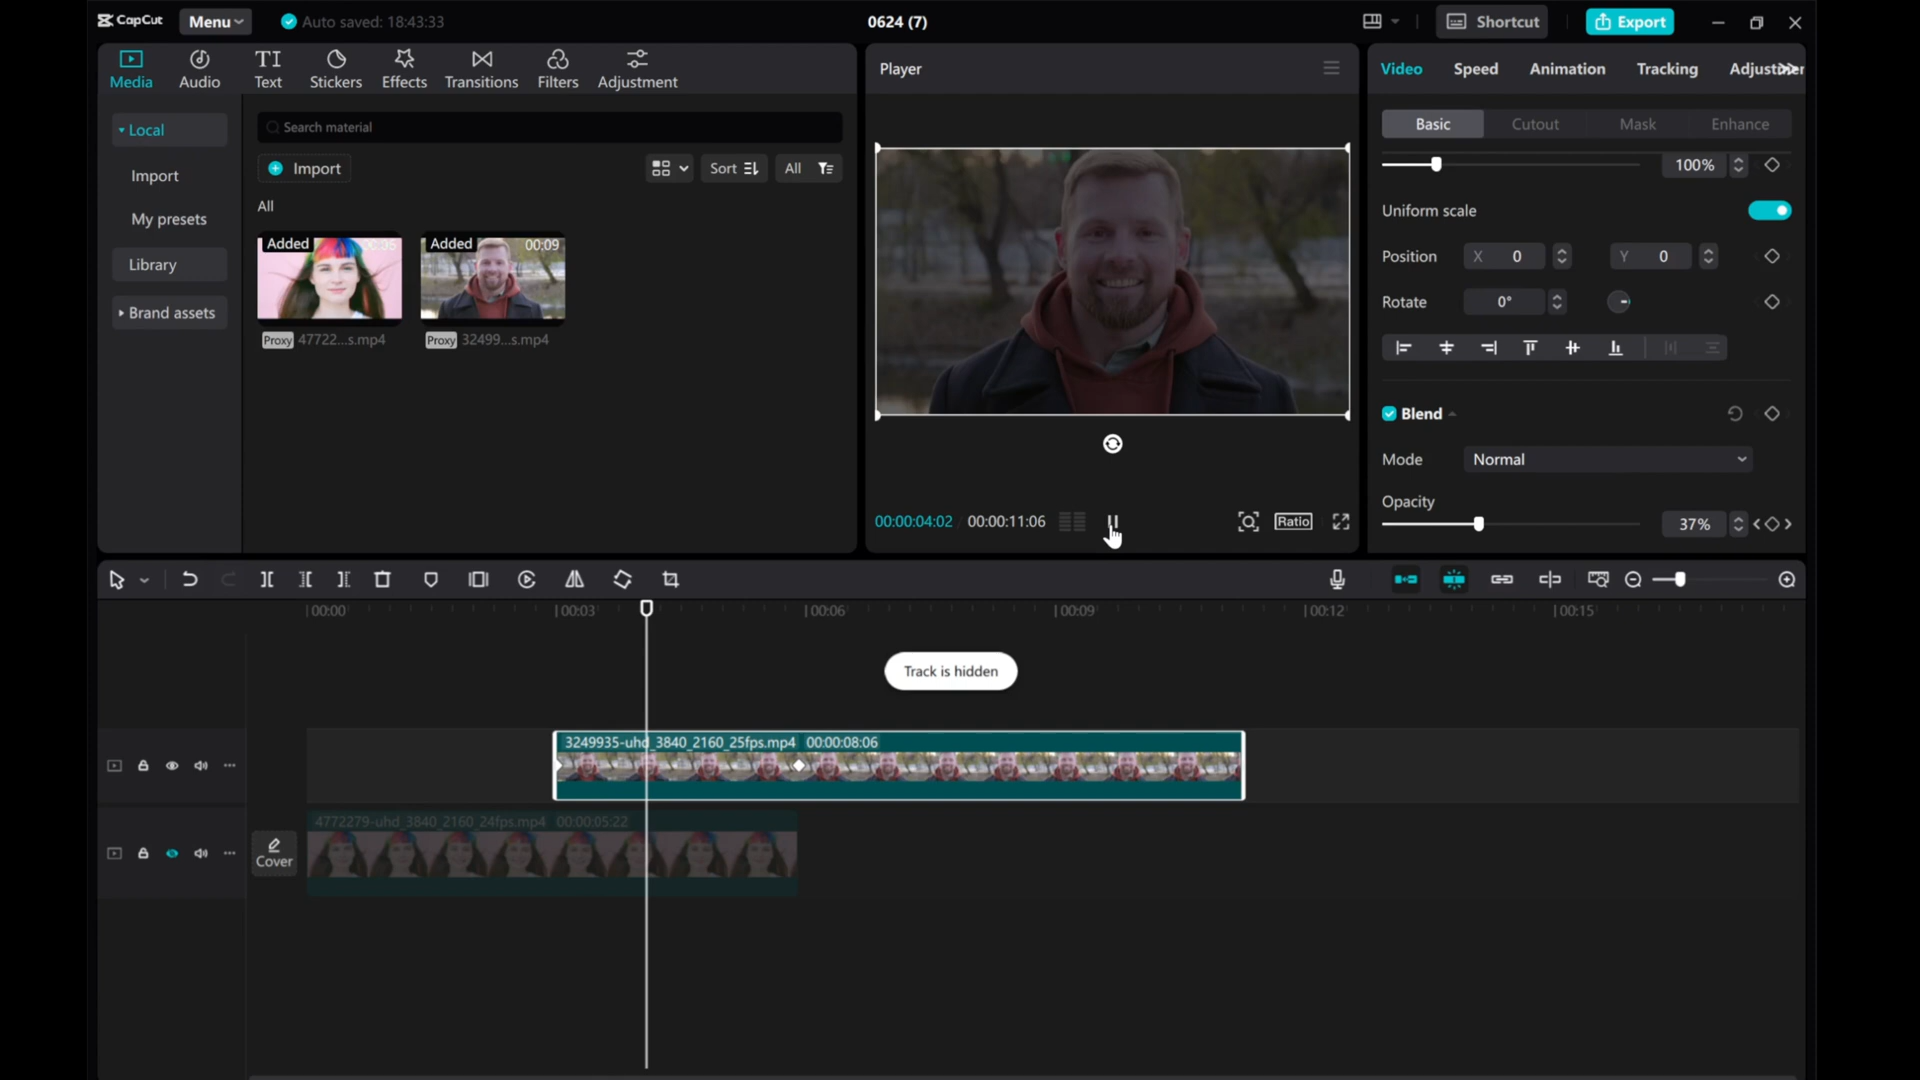 CapCut
Menu
Auto saved: 18:43:33
0624 (7)
Shortcut
Export
Media
Audio
Text
Stickers
Effects
Transitions
Filters
Adjustment
Player
Video
Speed
Animation
Tracking
Local
Import
My presets
Library
Brand assets
Search material
Import
Sort
All
All
Added
Added
00:09
Proxy 47722...s.mp4
Proxy 32499...s.mp4
00:00:04:02
00:00:11:06
Ratio
Basic
Cutout
Mask
Enhance
100%
Uniform scale
Position
X 0
Y 0
Rotate
0°
Blend
Mode
Normal
Opacity
37%
00:00
00:03
00:06
00:09
00:12
00:15
Track is hidden
3249935-uhd_3840_2160_25fps.mp4 00:00:08:06
4772279-uhd_3840_2160_24fps.mp4 00:00:05:22
Cover